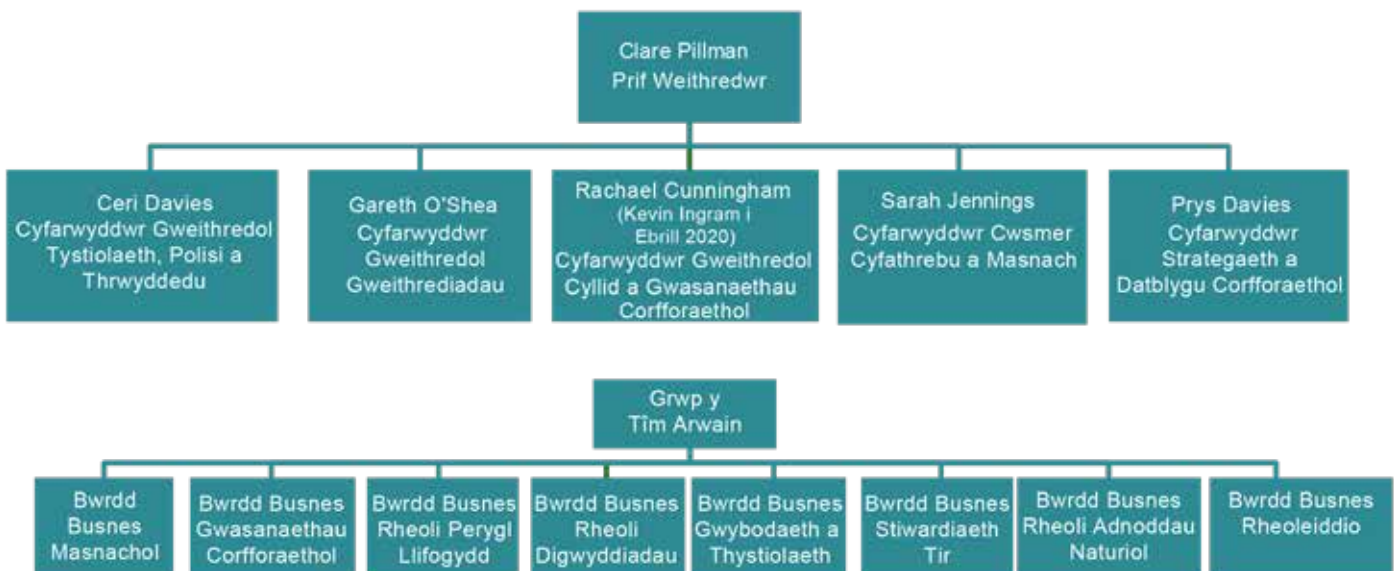 Clare Pillman
Prif Weithredwr
Ceri Davies
Cyfarwyddwr Gweithredol
Tystiolaeth, Polisi a
Thrwyddedu
Gareth O'Shea
Cyfarwyddwr
Gweithredol
Gweithrediadau
Rachael Cunningham
(Kevin Ingram i
Ebrill 2020)
Cyfarwyddwr Gweithredol
Cyllid a Gwasanaethau
Corfforaethol
Sarah Jennings
Cyfarwyddwr Cwsmer
Cyfathrebu a Masnach
Prys Davies
Cyfarwyddwr
Strategaeth a
Datblygu Corfforaethol
Grwp y
Tîm Arwain
Bwrdd
Busnes
Masnachol
Bwrdd Busnes
Gwasanaethau
Corfforaethol
Bwrdd Busnes
Rheoli Perygl
Llifogydd
Bwrdd Busnes
Rheoli
Digwyddiadau
Bwrdd Busnes
Gwybodaeth a
Thystiolaeth
Bwrdd Busnes
Stiwardiaeth
Tir
Bwrdd Busnes
Rheoli Adnoddau
Naturiol
Bwrdd Busnes
Rheoleiddio